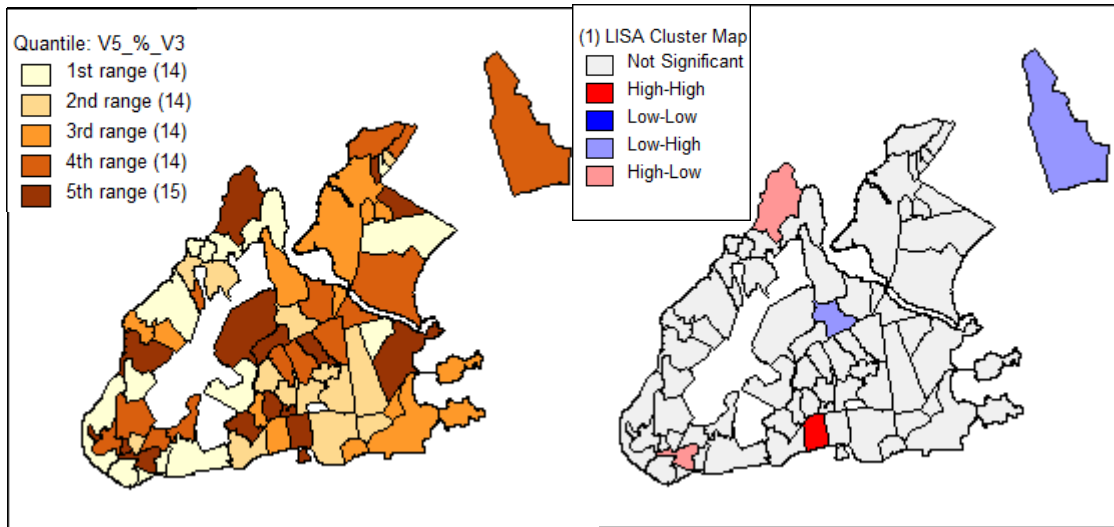 Quantile: V5_%_V3
1st range (14)
2nd range (14)
3rd range (14)
4th range (14)
5th range (15)
(1) LISA Cluster Map
Not Significant
High-High
Low-Low
Low-High
High-Low